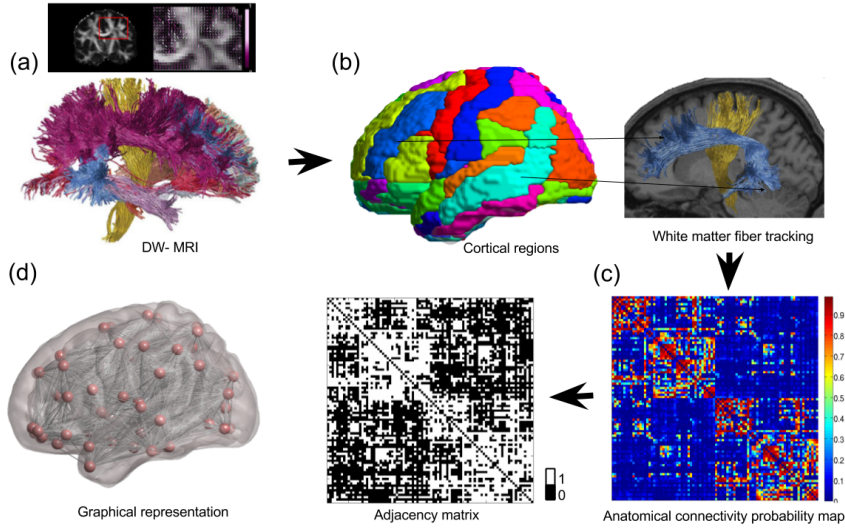 (a)
(b)
DW- MRI
Cortical regions
White matter fiber tracking
(d)
(c)
1
0
0.9
0.8
0.7
0.6
0.5
0.4
0.3
0.2
0.1
0
Graphical representation
Adjacency matrix
Anatomical connectivity probability map